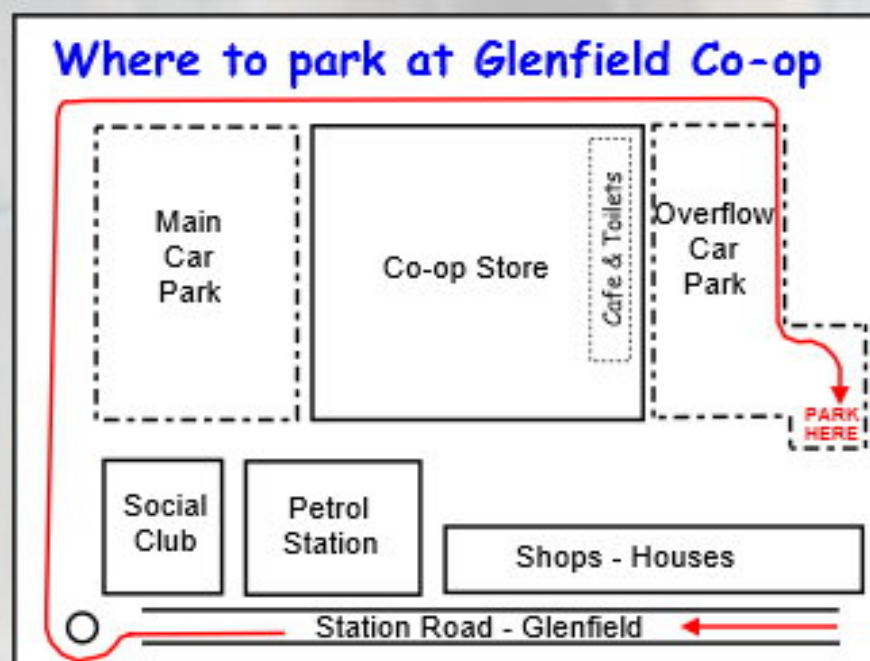 Where to park at Glenfield Co-op
Main
Car
Park
Co-op Store
Cafe & Toilets
Overflow
Car
Park
PARK
HERE
Social
Club
Petrol
Station
Shops - Houses
Station Road - Glenfield